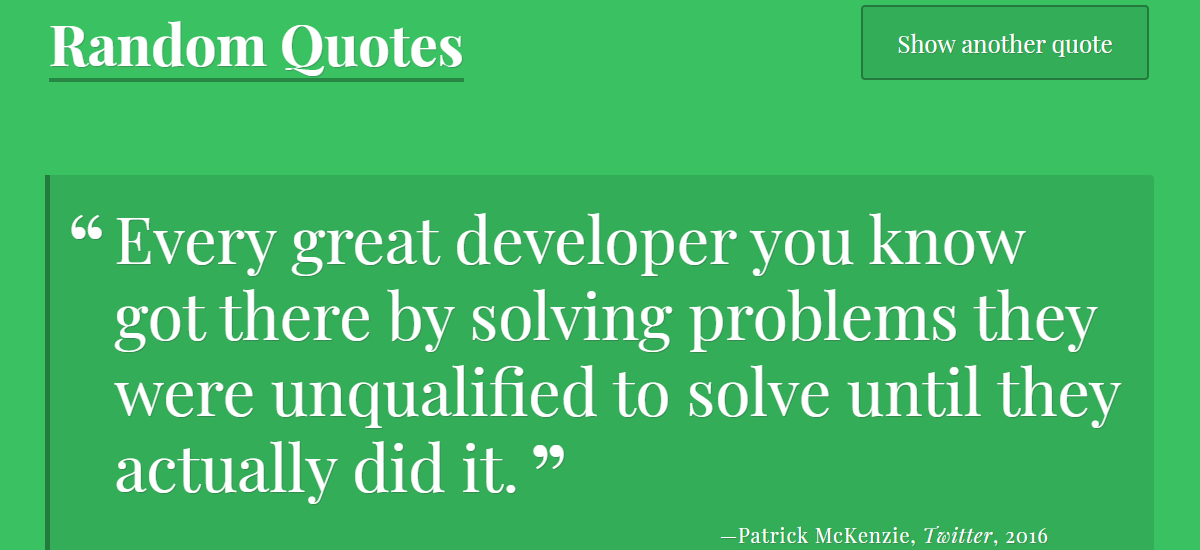 Random Quotes
Show another quote
“ Every great developer you know
got there by solving problems they
were unqualified to solve until they
actually did it. ”
—Patrick McKenzie, Twitter, 2016